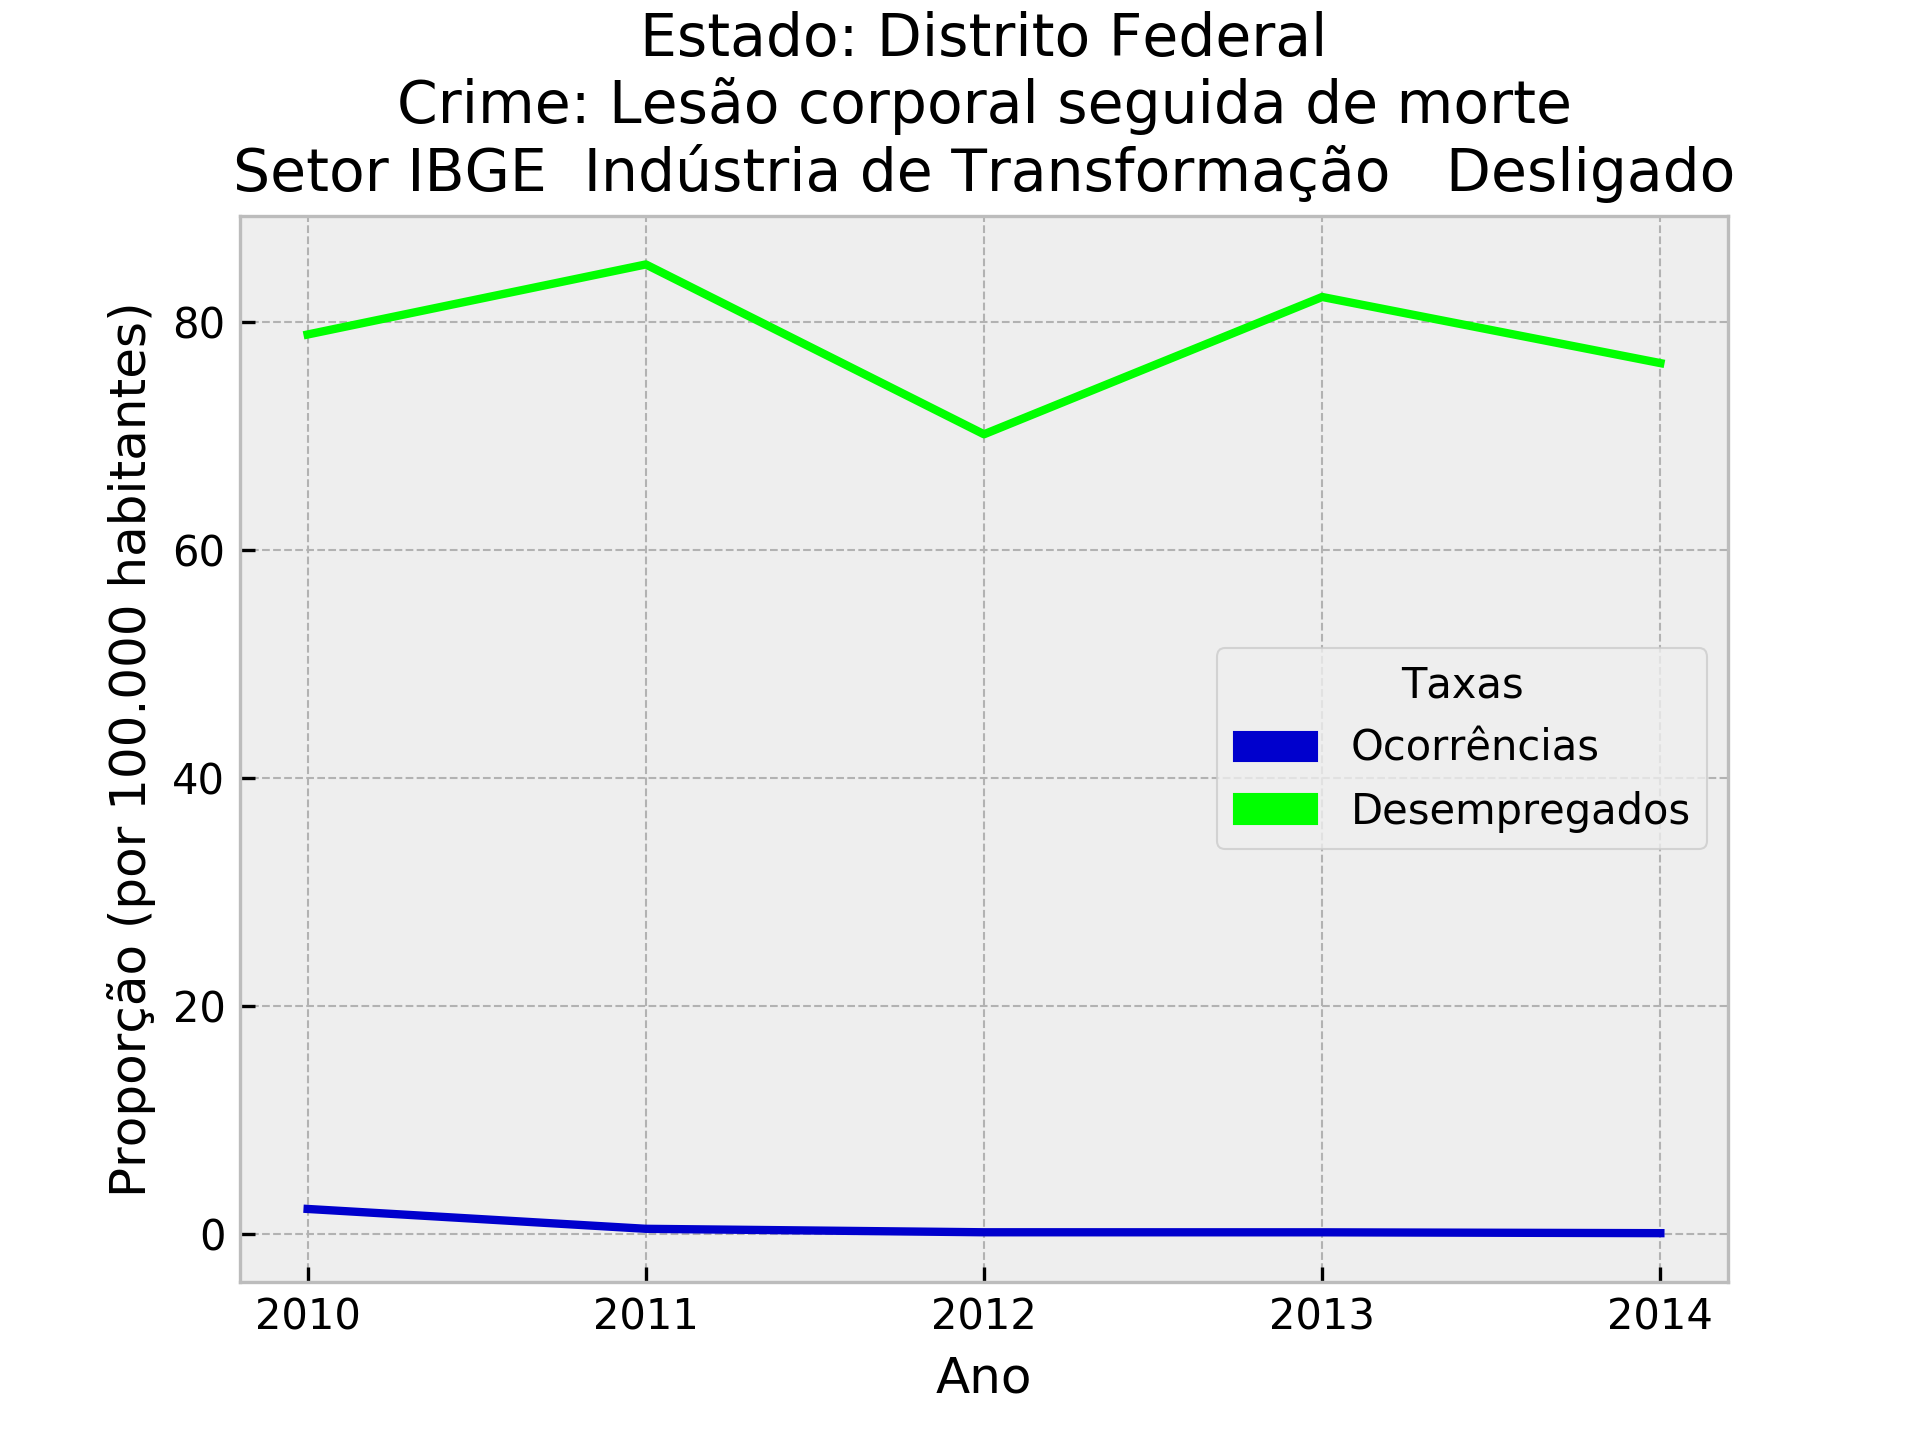 Estado: Distrito Federal
Crime: Lesão corporal seguida de morte
Setor IBGE  Indústria de Transformação   Desligado
Proporção (por 100.000 habitantes)
80
60
40
20
0
Taxas
Ocorrências
Desempregados
2010 2011 2012 2013 2014
Ano